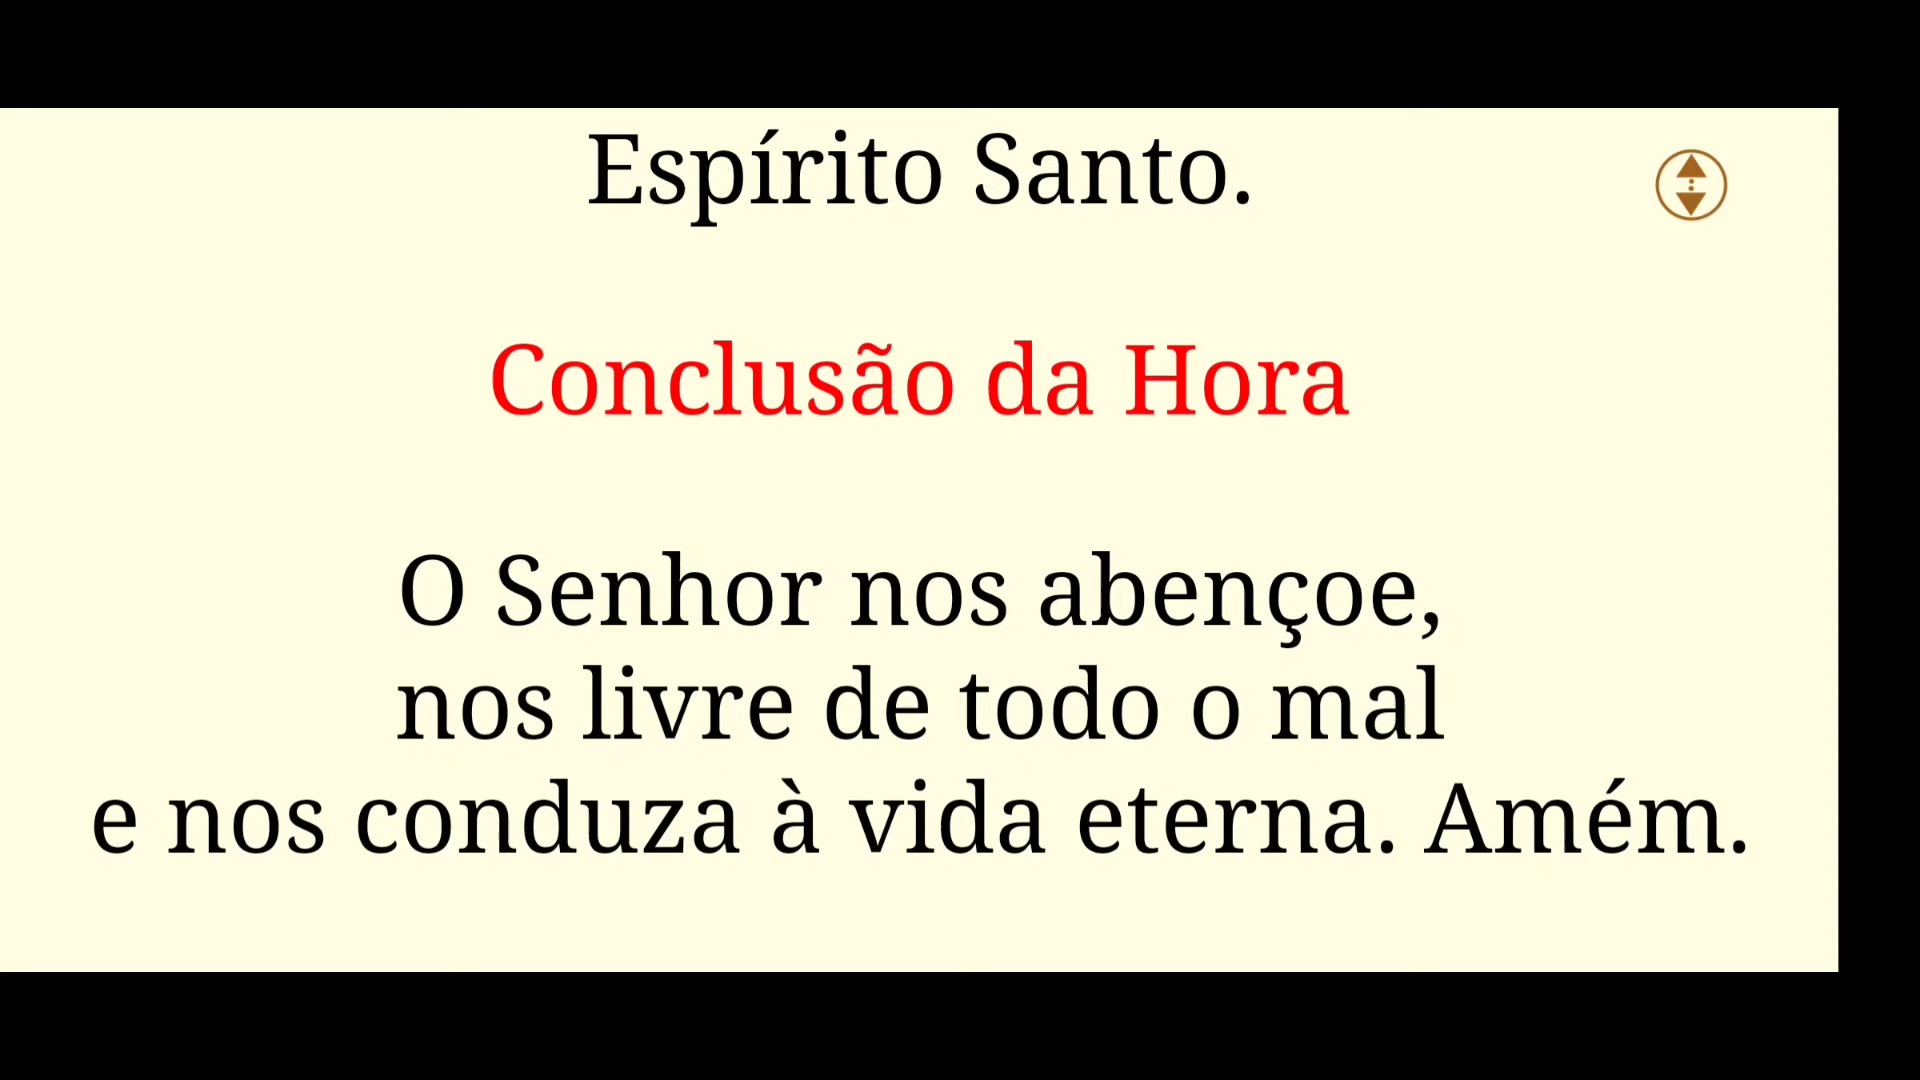 Espírito Santo.
Conclusão da Hora
O Senhor nos abençoe,
nos livre de todo o mal
e nos conduza à vida eterna. Amém.